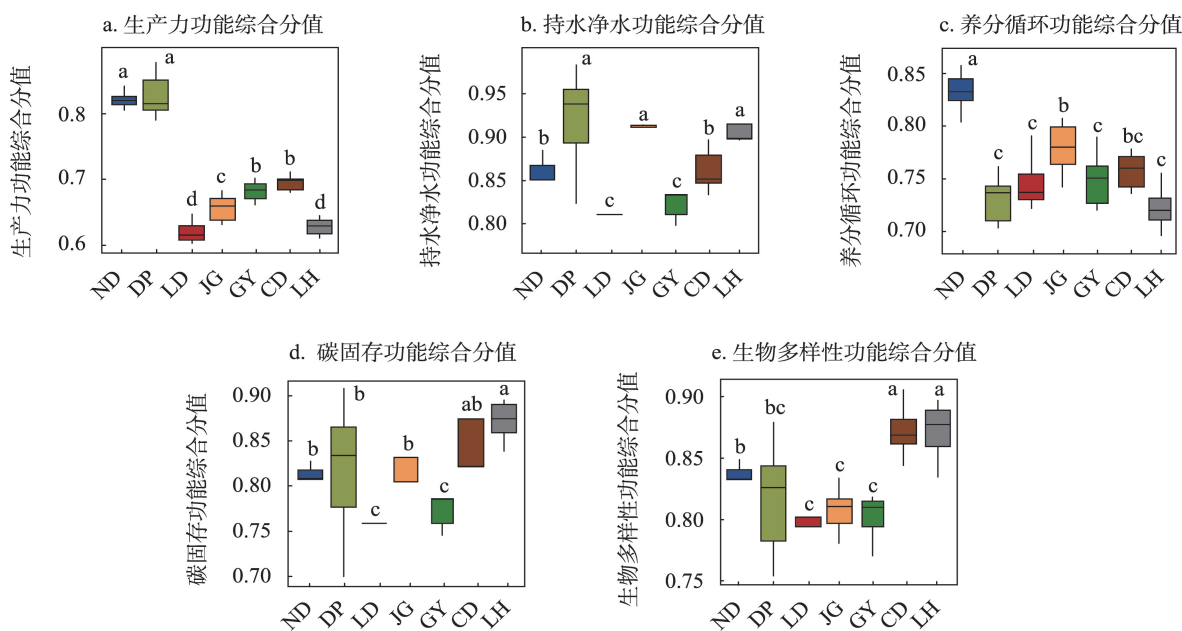 a. 生产力功能综合分值
生产力功能综合分值
0.8
0.7
0.6
a
a
d
c
b
b
d
ND
DP
LD
JG
GY
CD
LH
b. 持水净水功能综合分值
持水净水功能综合分值
0.95
0.90
0.85
0.80
b
a
c
a
c
b
a
ND
DP
LD
JG
GY
CD
LH
c. 养分循环功能综合分值
养分循环功能综合分值
0.85
0.80
0.75
0.70
a
c
c
b
c
bc
c
ND
DP
LD
JG
GY
CD
LH
d. 碳固存功能综合分值
碳固存功能综合分值
0.90
0.85
0.80
0.75
0.70
b
b
c
b
c
ab
a
ND
DP
LD
JG
GY
CD
LH
e. 生物多样性功能综合分值
生物多样性功能综合分值
0.90
0.85
0.80
0.75
b
bc
c
c
c
a
a
ND
DP
LD
JG
GY
CD
LH